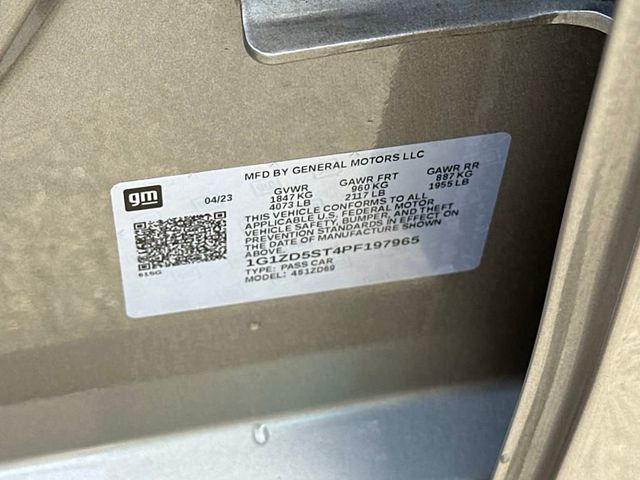 MFD BY GENERAL MOTORS LLC
gm
04/23 GVWR GAWR FRT GAWR RR
1847 KG 960 KG 887 KG
4073 LB 2117 LB 1955 LB
THIS VEHICLE CONFORMS TO ALL
APPLICABLE U.S. FEDERAL MOTOR
VEHICLE SAFETY, BUMPER, AND THEFT
PREVENTION STANDARDS IN EFFECT ON
THE DATE OF MANUFACTURE SHOWN
ABOVE.
1G1ZD5ST4PF197965
TYPE: PASS CAR
MODEL: 4S1ZD69